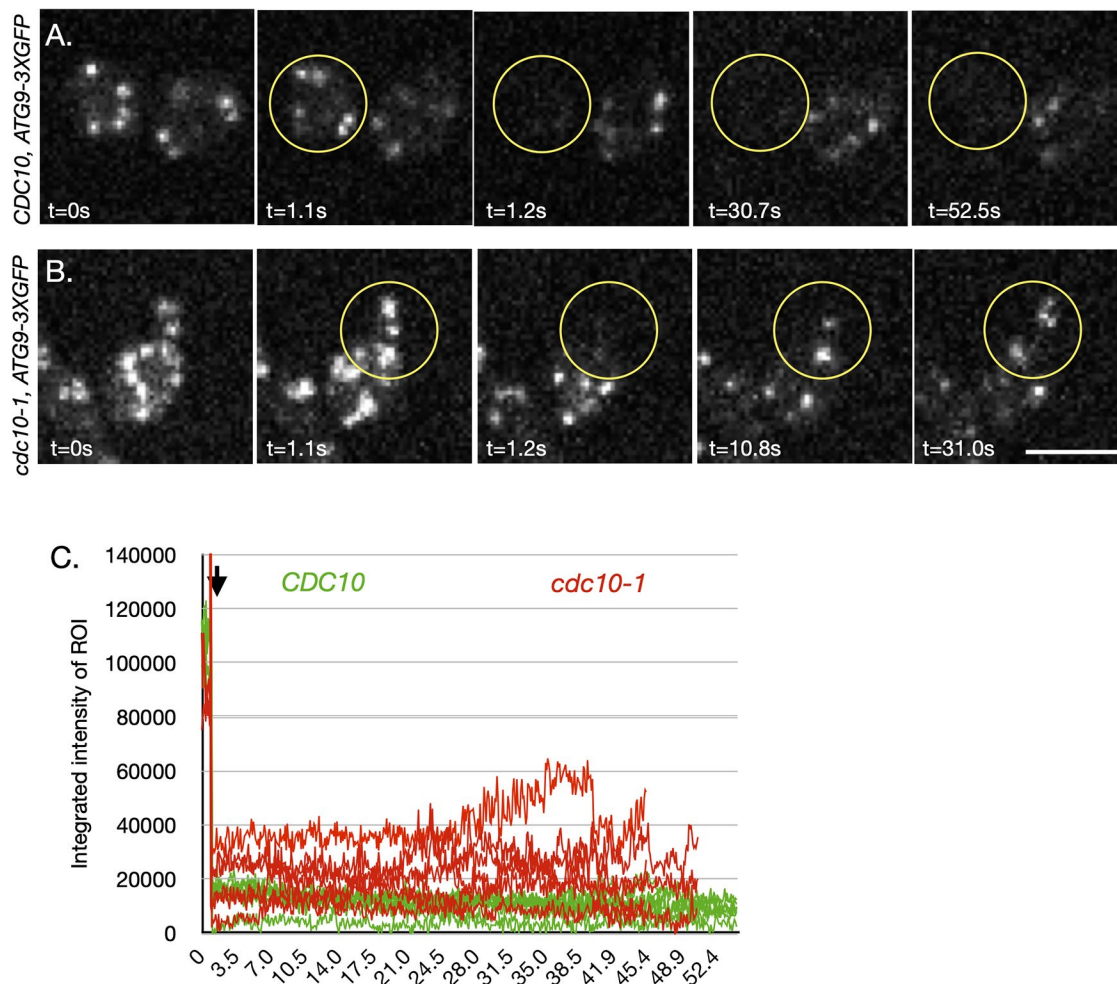 A.
CDC10, ATG9-3XGFP
t=0s
t=1.1s
t=1.2s
t=30.7s
t=52.5s
B.
cdc10-1, ATG9-3XGFP
t=0s
t=1.1s
t=1.2s
t=10.8s
t=31.0s
C.
CDC10
cdc10-1
Integrated intensity of ROI
140000
120000
100000
80000
60000
40000
20000
0
0 3.5 7.0 10.5 14.0 17.5 21.0 24.5 28.0 31.5 35.0 38.5 41.9 45.4 48.9 52.4